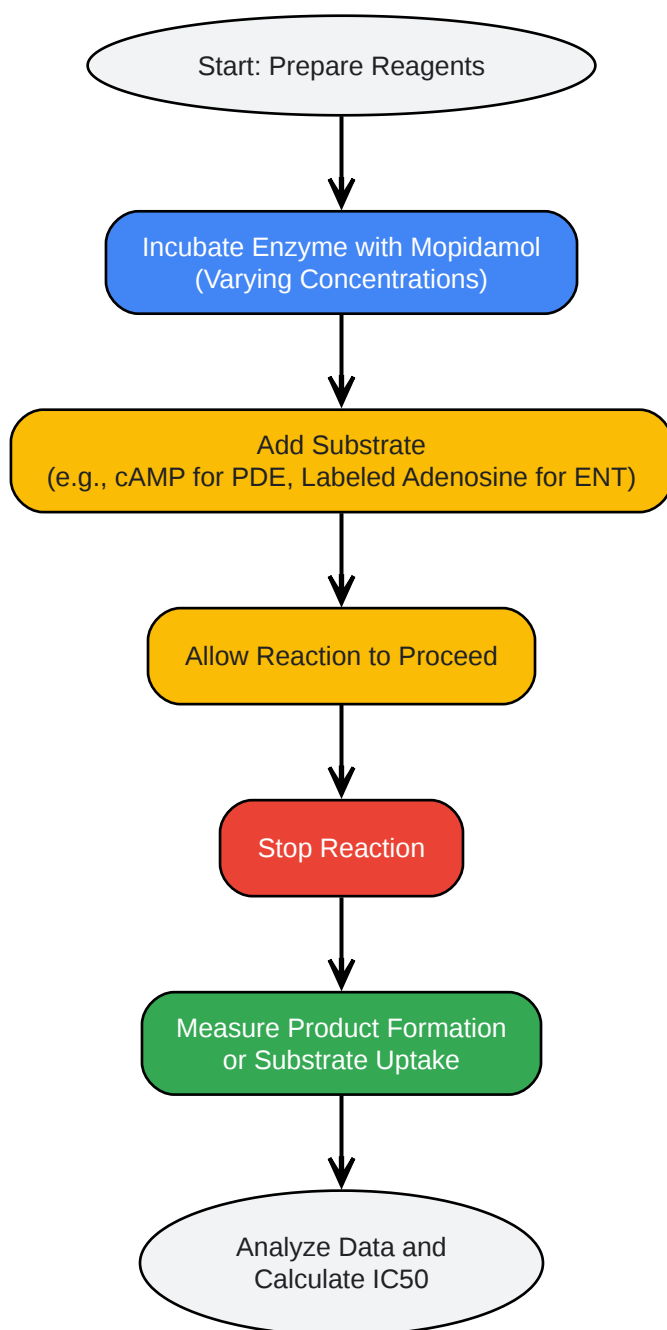 Start: Prepare Reagents
Incubate Enzyme with Mopidamol
(Varying Concentrations)
Add Substrate
(e.g., cAMP for PDE, Labeled Adenosine for ENT)
Allow Reaction to Proceed
Stop Reaction
Measure Product Formation
or Substrate Uptake
Analyze Data and
Calculate IC50